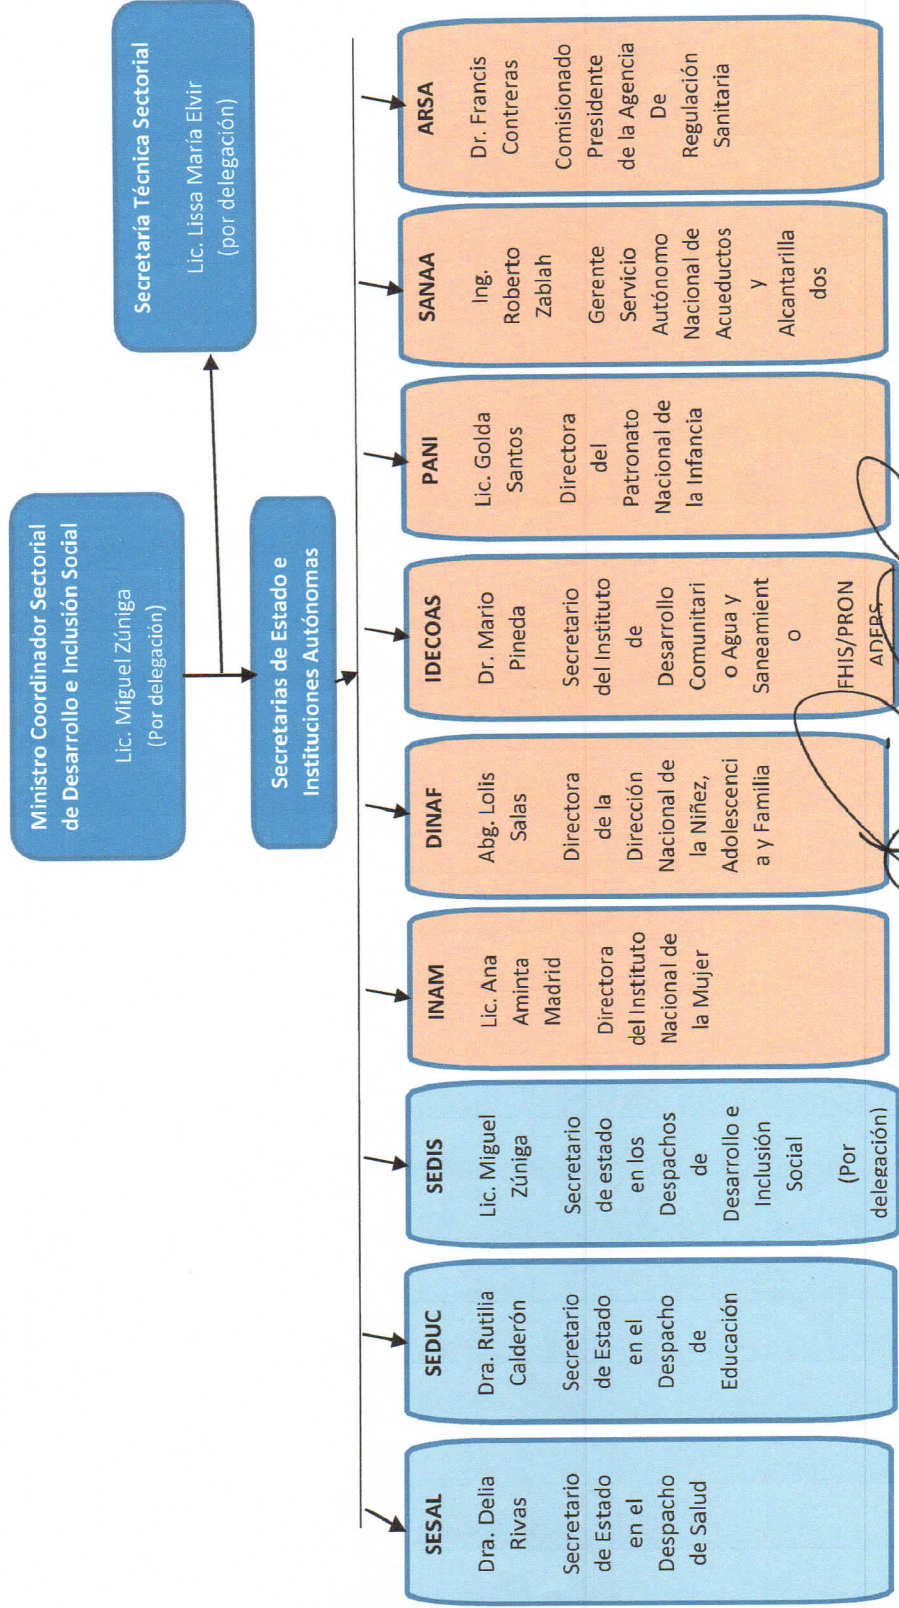 Ministro Coordinador Sectorial
de Desarrollo e Inclusión Social
Lic. Miguel Zúniga
(Por delegación)
Secretaría Técnica Sectorial
Lic. Lissa María Elvir
(por delegación)
Secretarias de Estado e
Instituciones Autónomas
SESAL
Dra. Delia
Rivas
Secretario
de Estado
en el
Despacho
de Salud
SEDUC
Dra. Rutilia
Calderón
Secretario
de Estado
en el
Despacho
de
Educación
SEDIS
Lic. Miguel
Zúniga
Secretario
de estado
en los
Despachos
de
Desarrollo e
Inclusión
Social
(Por
delegación)
INAM
Lic. Ana
Aminta
Madrid
Directora
del Instituto
Nacional de
la Mujer
DINAF
Abg. Lolis
Salas
Directora
de la
Dirección
Nacional de
la Niñez,
Adolescenci
a y Familia
IDECOAS
Dr. Mario
Pineda
Secretario
del Instituto
de
Desarrollo
Comunitari
o Agua y
Saneamient
o
FHIS/PRON
ADERS
PANI
Lic. Golda
Santos
Directora
del
Patronato
Nacional de
la Infancia
SANAA
Ing.
Roberto
Zablah
Gerente
Servicio
Autónomo
Nacional de
Acueductos
y
Alcantarilla
dos
ARSA
Dr. Francis
Contreras
Comisionado
Presidente
de la Agencia
De
Regulación
Sanitaria